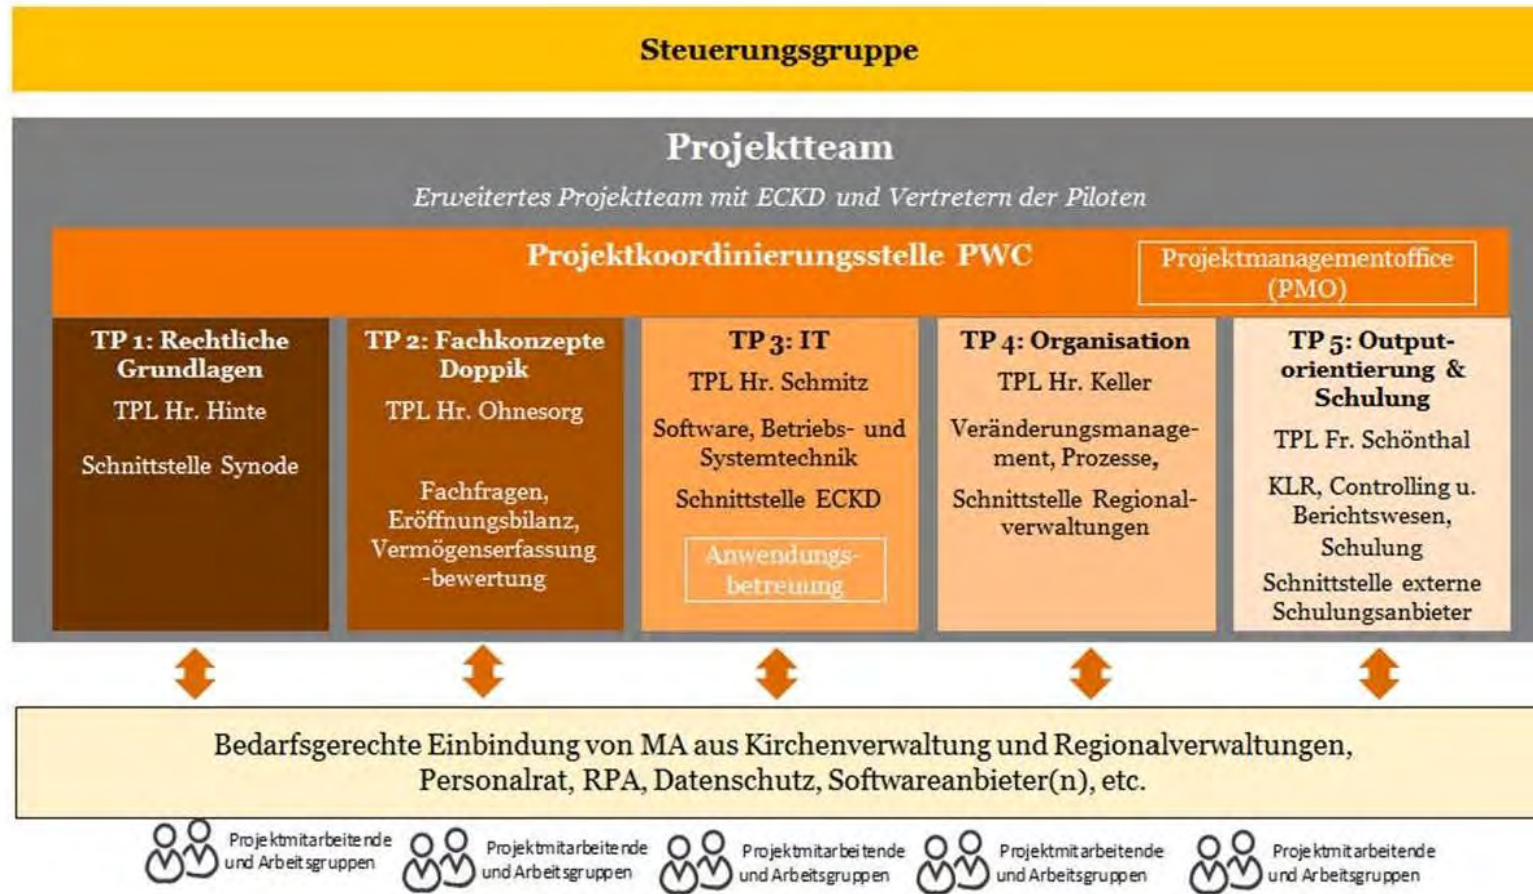 Steuerungsgruppe
Projektteam
Erweitertes Projektteam mit ECKD und Vertretern der Piloten
Projektkoordinierungsstelle PWC
Projektmanagementoffice
(PMO)
TP 1: Rechtliche
Grundlagen
TPL Hr. Hinte
Schnittstelle Synode
TP 2: Fachkonzepte
Doppik
TPL Hr. Ohnesorg
Fachfragen,
Eröffnungsbilanz,
Vermögenserfassung
-bewertung
TP 3: IT
TPL Hr. Schmitz
Software, Betriebs- und
Systemtechnik
Schnittstelle ECKD
Anwendungs-
betreuung
TP 4: Organisation
TPL Hr. Keller
Veränderungsmanage-
ment, Prozesse,
Schnittstelle Regional-
verwaltungen
TP 5: Output-
orientierung &
Schulung
TPL Fr. Schönthal
KLR, Controlling u.
Berichtswesen,
Schulung
Schnittstelle externe
Schulungsanbieter
Bedarfsgerechte Einbindung von MA aus Kirchenverwaltung und Regionalverwaltungen,
Personalrat, RPA, Datenschutz, Softwareanbieter(n), etc.
Projektmitarbeitende
und Arbeitsgruppen
Projektmitarbeitende
und Arbeitsgruppen
Projektmitarbeitende
und Arbeitsgruppen
Projektmitarbeitende
und Arbeitsgruppen
Projektmitarbeitende
und Arbeitsgruppen